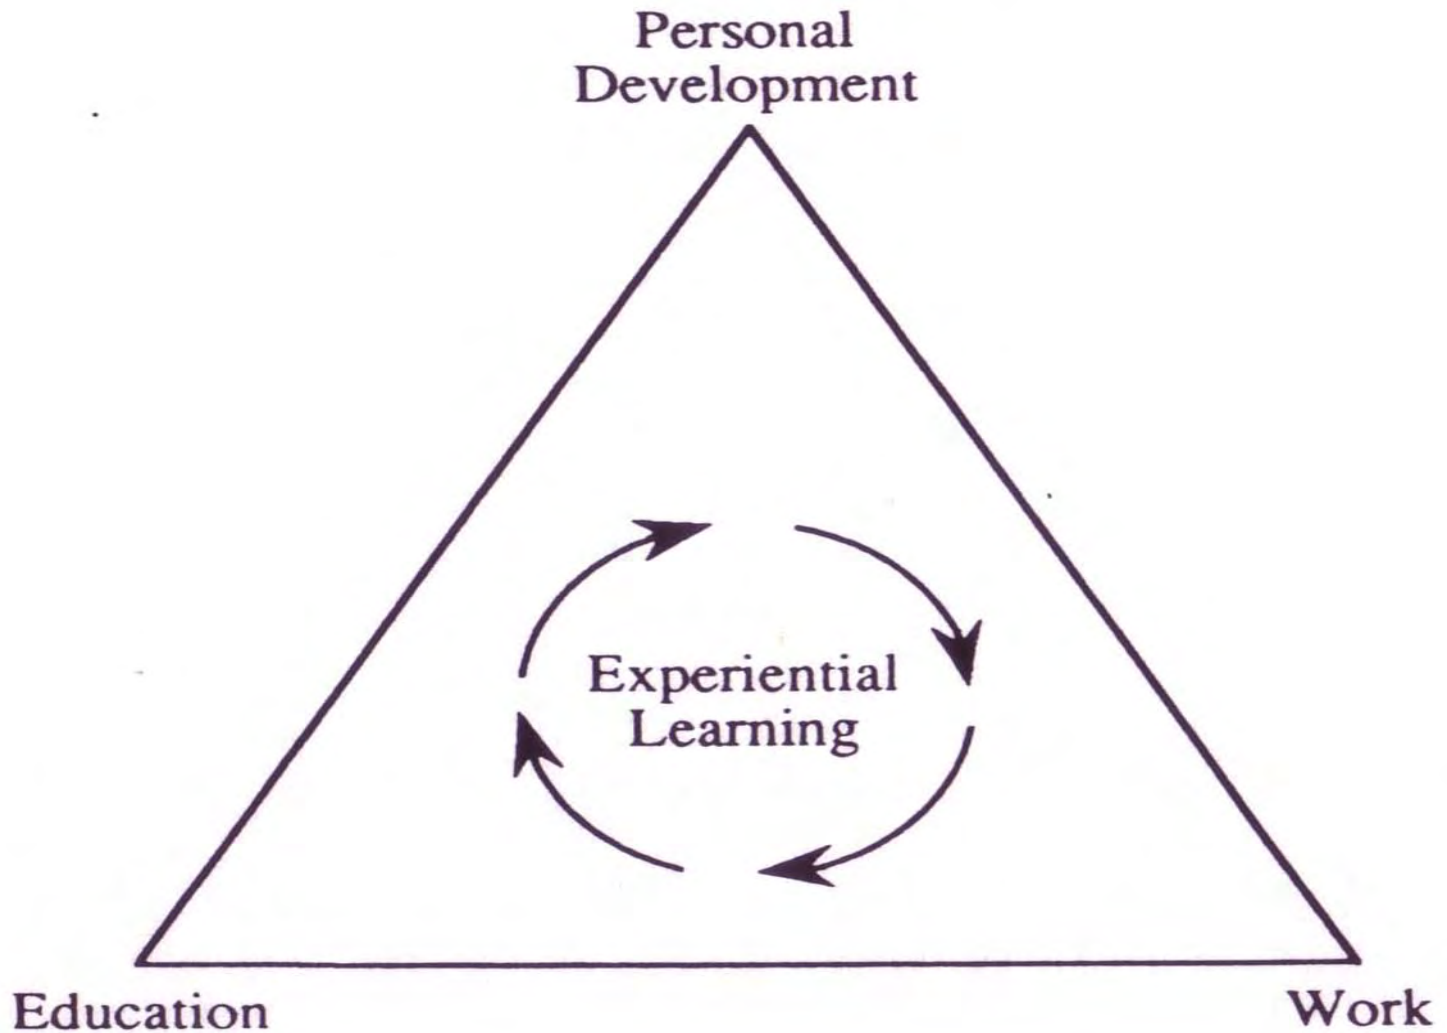 Personal
Development
Experiential
Learning
Education
Work